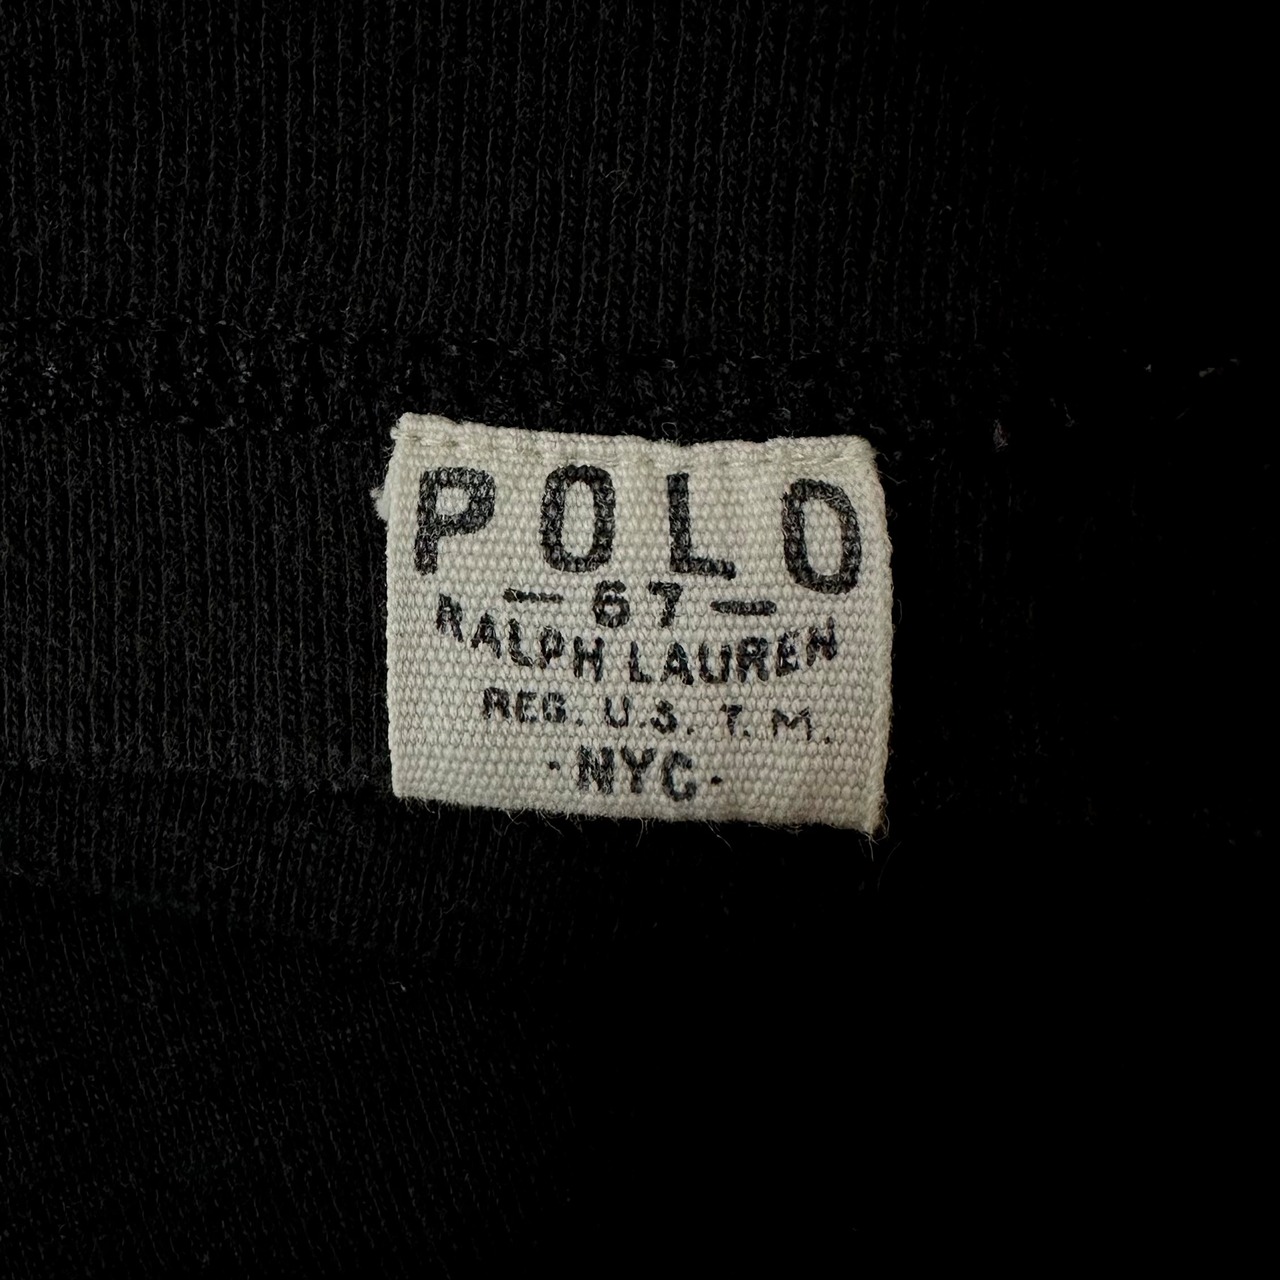 POLO
— 67 —
RALPH LAUREN
REG. U.S. T.M.
·NYC·